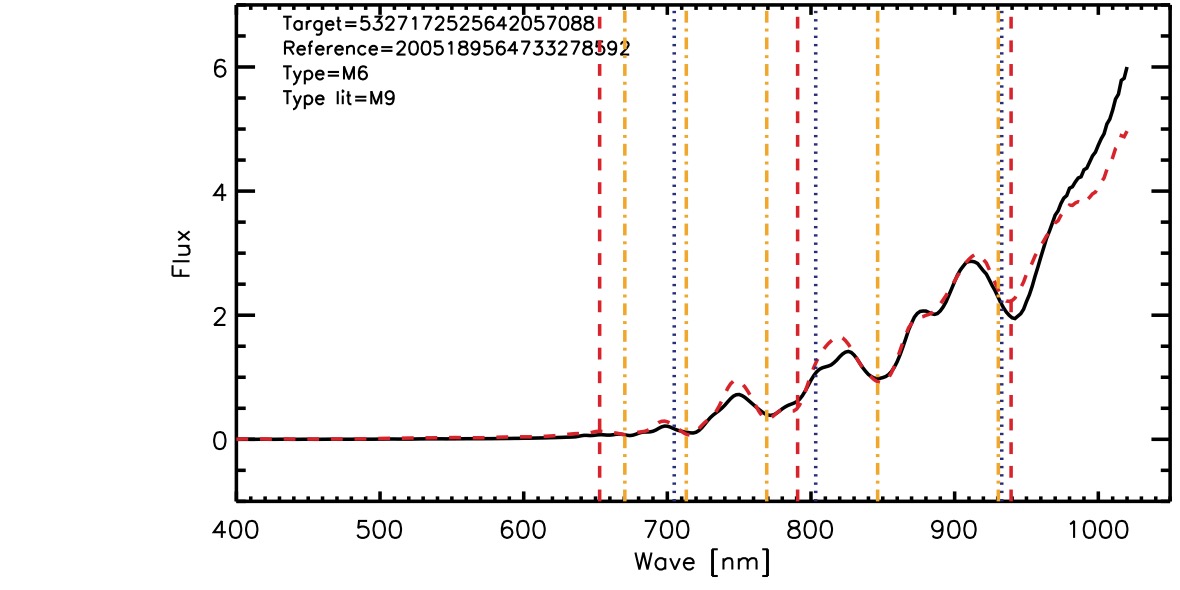 Target=5327172525642057088
Reference=2005189564733278592
Type=M6
Type lit=M9
6
4
2
0
Flux
400 500 600 700 800 900 1000
Wave [nm]